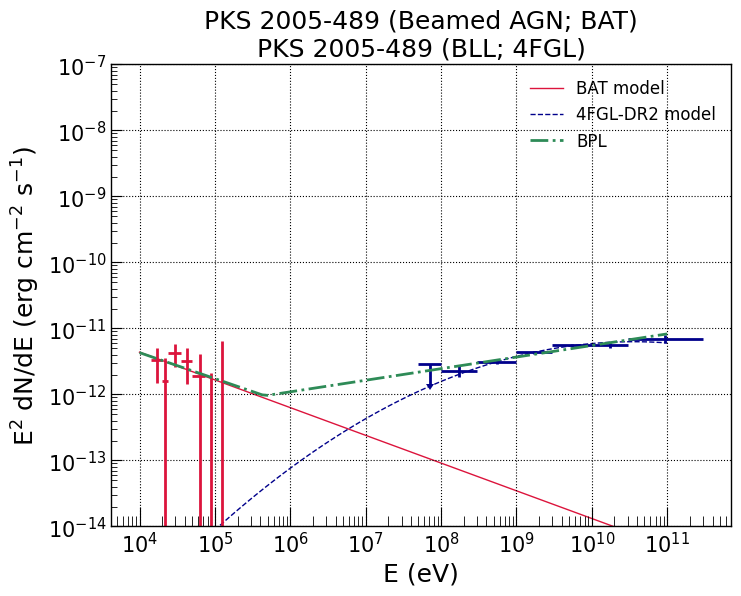 PKS 2005-489 (Beamed AGN; BAT)
PKS 2005-489 (BLL; 4FGL)
BAT model
4FGL-DR2 model
BPL
10⁻⁷
10⁻⁸
10⁻⁹
10⁻¹⁰
10⁻¹¹
10⁻¹²
10⁻¹³
10⁻¹⁴
E² dN/dE (erg cm⁻² s⁻¹)
10⁴ 10⁵ 10⁶ 10⁷ 10⁸ 10⁹ 10¹⁰ 10¹¹
E (eV)